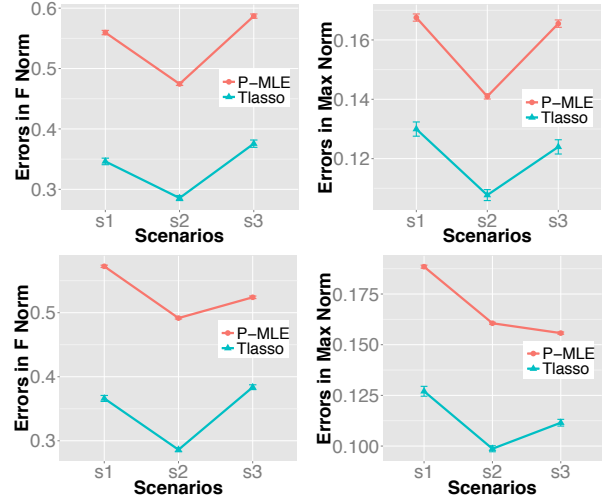 Errors in F Norm
0.6
0.5
0.4
0.3
P-MLE
Tlasso
s1 s2 s3
Scenarios
Errors in Max Norm
0.16
0.14
0.12
P-MLE
Tlasso
s1 s2 s3
Scenarios
Errors in F Norm
0.5
0.4
0.3
P-MLE
Tlasso
s1 s2 s3
Scenarios
Errors in Max Norm
0.175
0.150
0.125
0.100
P-MLE
Tlasso
s1 s2 s3
Scenarios